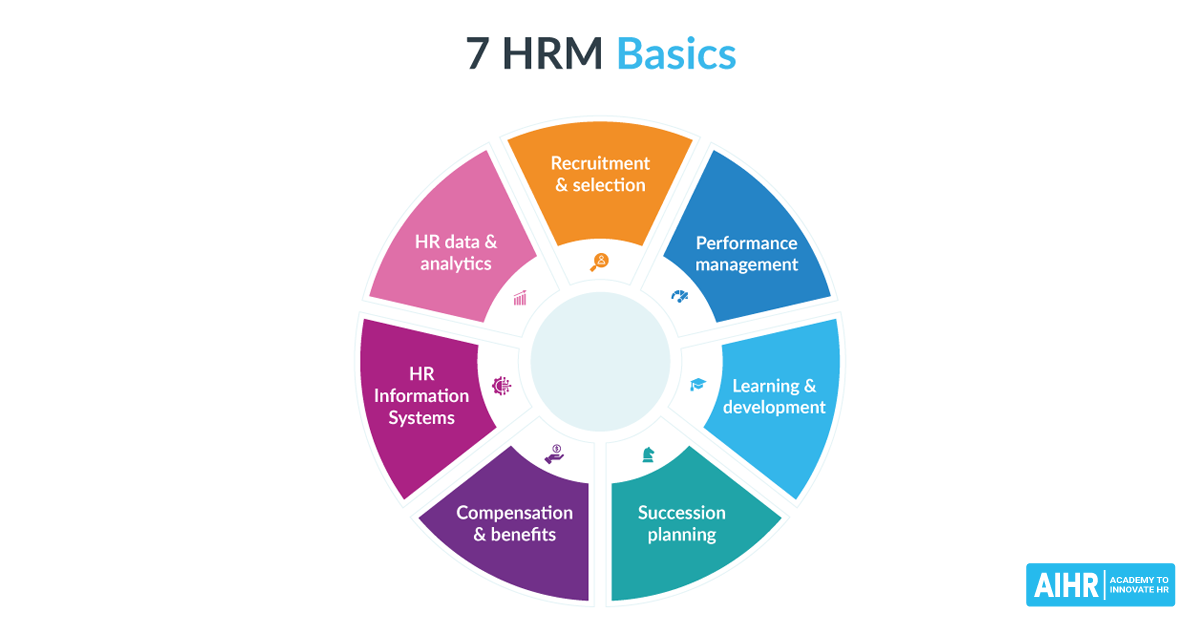 7 HRM Basics
Recruitment
& selection
Performance
management
Learning &
development
Succession
planning
Compensation
& benefits
HR
Information
Systems
HR data &
analytics
AIHR
ACADEMY TO
INNOVATE HR